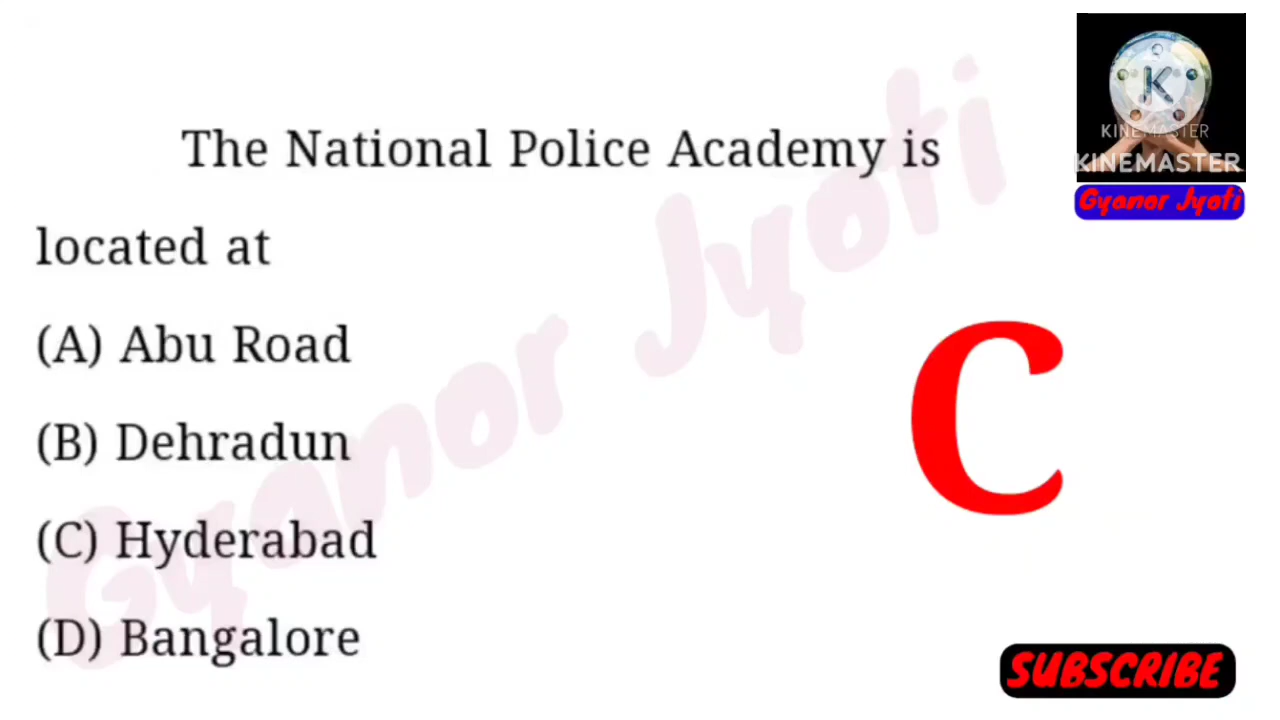 The National Police Academy is
located at
(A) Abu Road
(B) Dehradun
(C) Hyderabad
(D) Bangalore
C
Gyanor Jyoti
K
KINEMASTER
KINEMASTER
Gyanor Jyoti
SUBSCRIBE